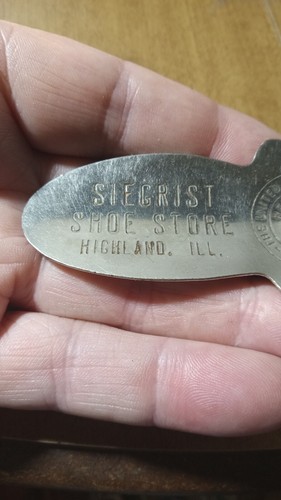 SIEGRIST
SHOE STORE
HIGHLAND, ILL.